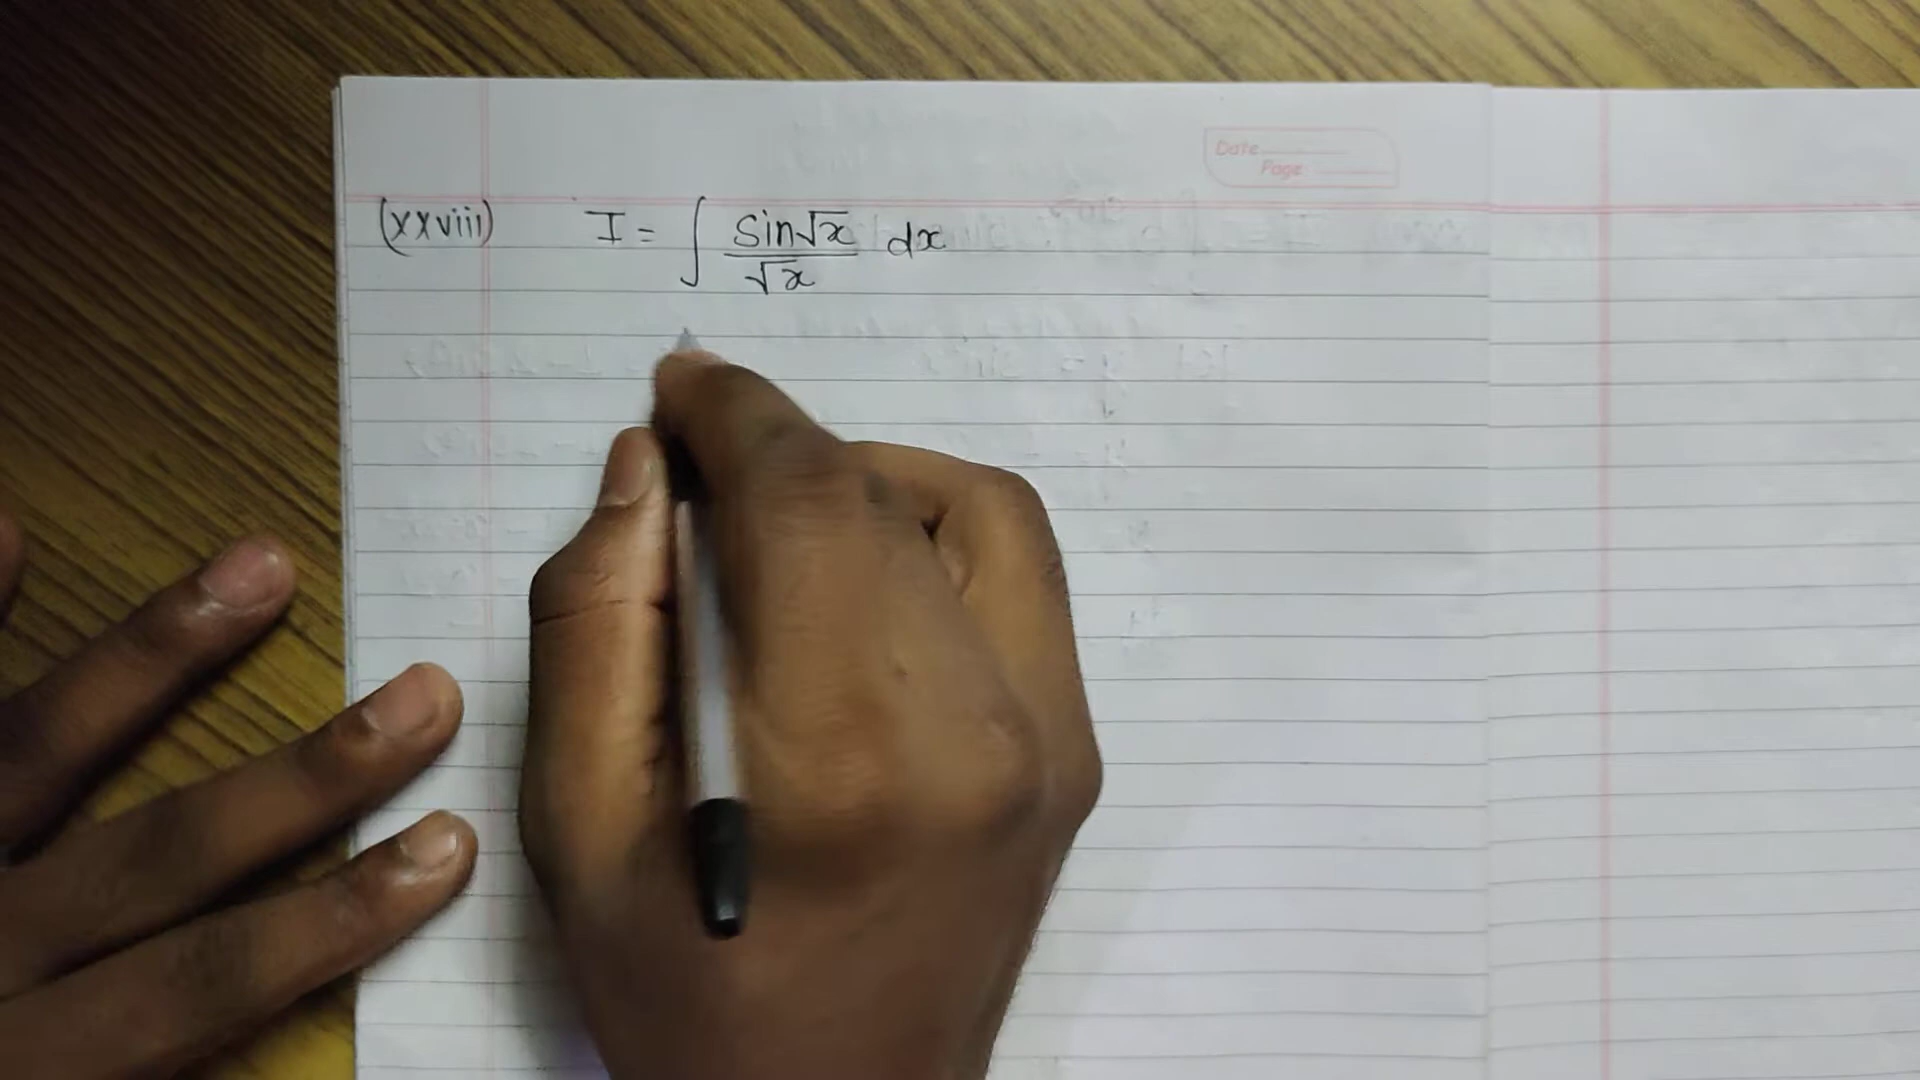 Date
Page
(xxviii) I = ∫ sin√x / √x dx